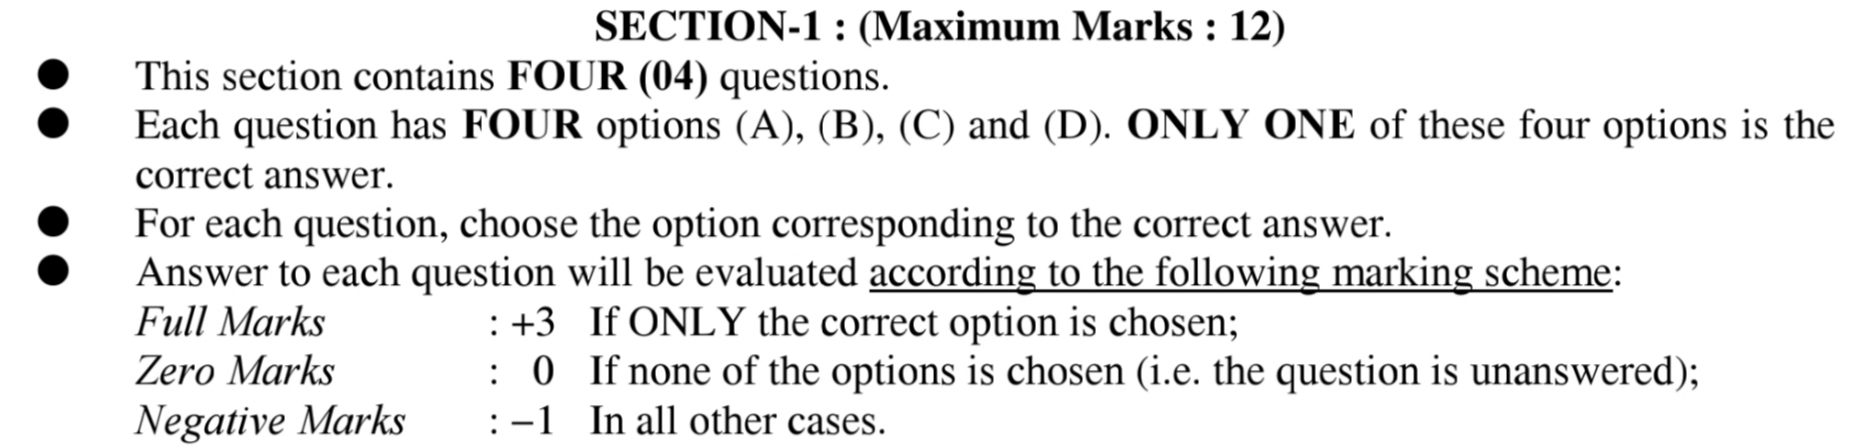 SECTION-1 : (Maximum Marks : 12)
● This section contains FOUR (04) questions.
● Each question has FOUR options (A), (B), (C) and (D). ONLY ONE of these four options is the
correct answer.
● For each question, choose the option corresponding to the correct answer.
● Answer to each question will be evaluated according to the following marking scheme:
Full Marks : +3 If ONLY the correct option is chosen;
Zero Marks : 0 If none of the options is chosen (i.e. the question is unanswered);
Negative Marks : −1 In all other cases.